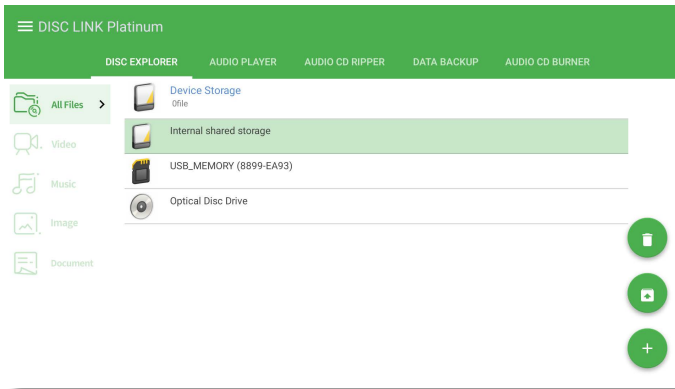 DISC LINK Platinum
DISC EXPLORER AUDIO PLAYER AUDIO CD RIPPER DATA BACKUP AUDIO CD BURNER
All Files
Video
Music
Image
Document
Device Storage
0file
Internal shared storage
USB_MEMORY (8899-EA93)
Optical Disc Drive